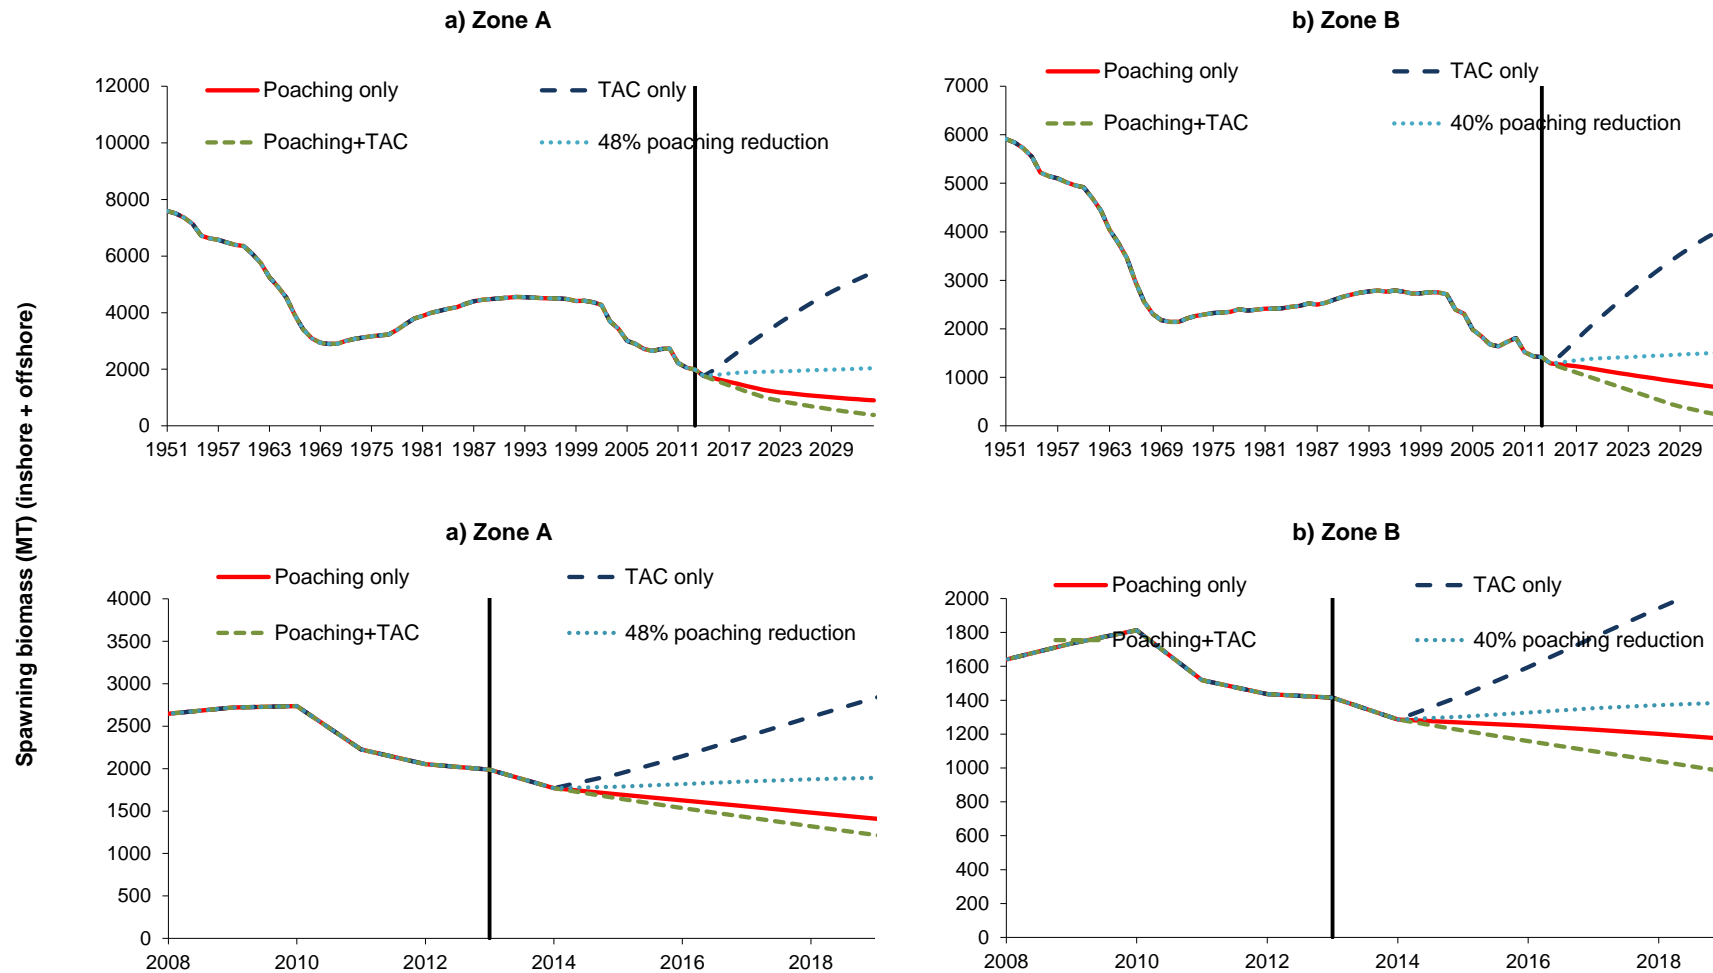 Spawning biomass (MT) (inshore + offshore)
a) Zone A
Poaching only
TAC only
Poaching+TAC
48% poaching reduction
12000
10000
8000
6000
4000
2000
0
1951 1957 1963 1969 1975 1981 1987 1993 1999 2005 2011 2017 2023 2029
b) Zone B
Poaching only
TAC only
Poaching+TAC
40% poaching reduction
7000
6000
5000
4000
3000
2000
1000
0
1951 1957 1963 1969 1975 1981 1987 1993 1999 2005 2011 2017 2023 2029
a) Zone A
Poaching only
TAC only
Poaching+TAC
48% poaching reduction
4000
3500
3000
2500
2000
1500
1000
500
0
2008 2010 2012 2014 2016 2018
b) Zone B
Poaching only
TAC only
Poaching+TAC
40% poaching reduction
2000
1800
1600
1400
1200
1000
800
600
400
200
0
2008 2010 2012 2014 2016 2018